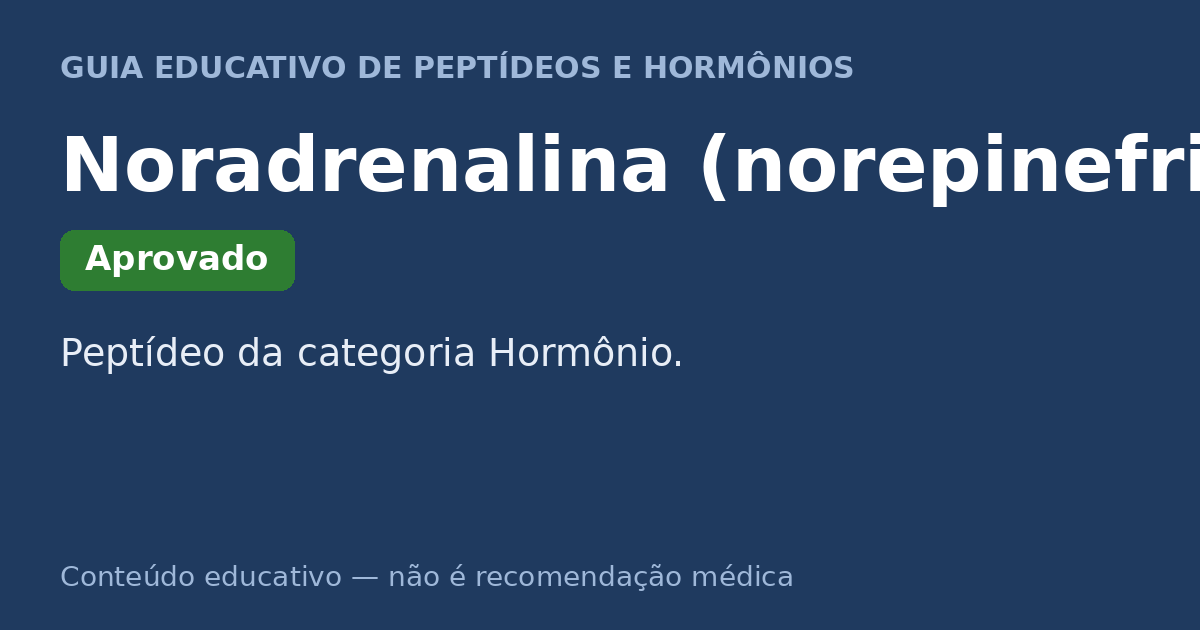 GUIA EDUCATIVO DE PEPTÍDEOS E HORMÔNIOS
Noradrenalina (norepinefri
Aprovado
Peptídeo da categoria Hormônio.
Conteúdo educativo — não é recomendação médica